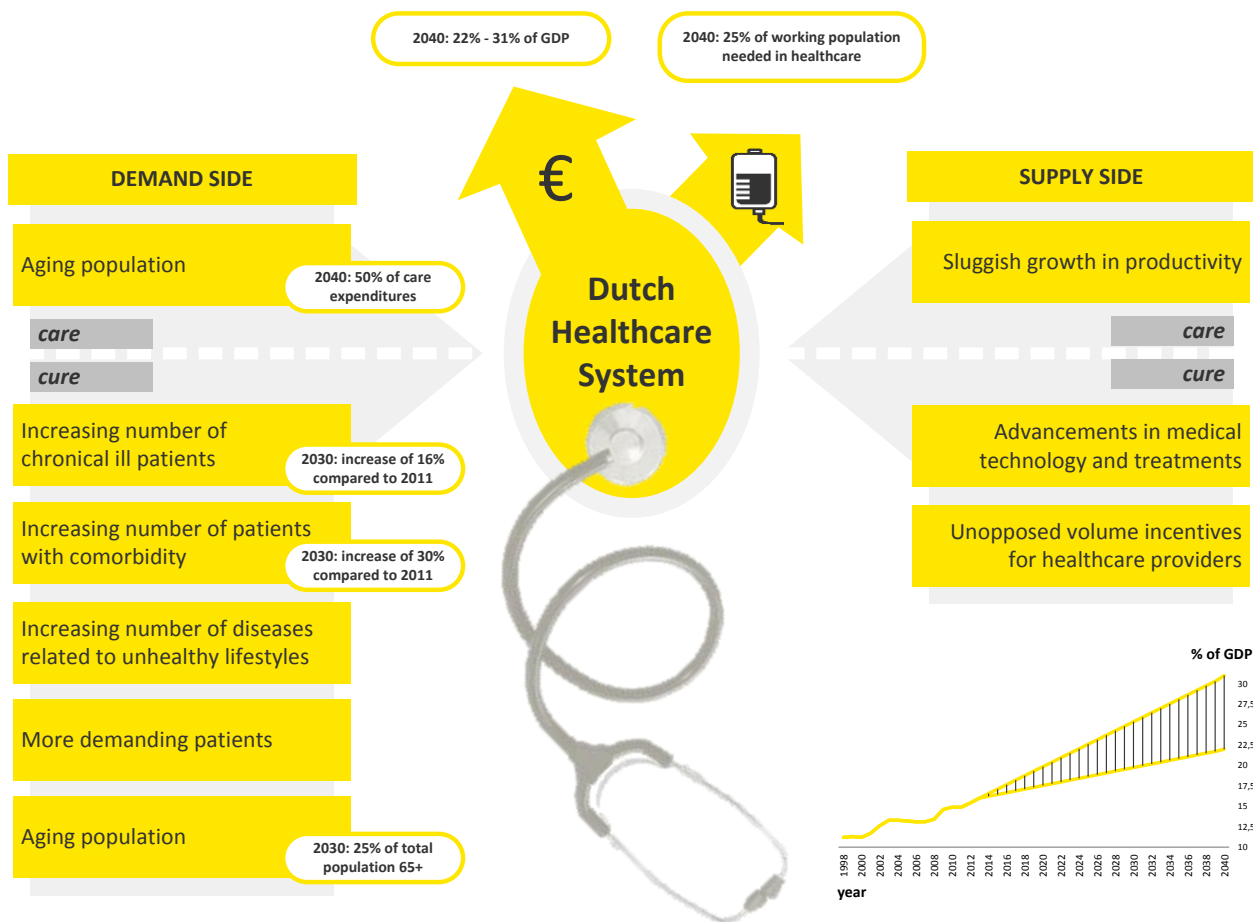 2040: 22% - 31% of GDP
2040: 25% of working population
needed in healthcare
€
DEMAND SIDE
Aging population
2040: 50% of care
expenditures
care
cure
Increasing number of
chronical ill patients
2030: increase of 16%
compared to 2011
Increasing number of patients
with comorbidity
2030: increase of 30%
compared to 2011
Increasing number of diseases
related to unhealthy lifestyles
More demanding patients
Aging population
2030: 25% of total
population 65+
Dutch
Healthcare
System
SUPPLY SIDE
Sluggish growth in productivity
care
cure
Advancements in medical
technology and treatments
Unopposed volume incentives
for healthcare providers
% of GDP
30
27,5
25
22,5
20
17,5
15
12,5
10
1998
2000
2002
2004
2006
2008
2010
2012
2014
2016
2018
2020
2022
2024
2026
2028
2030
2032
2034
2036
2038
2040
year